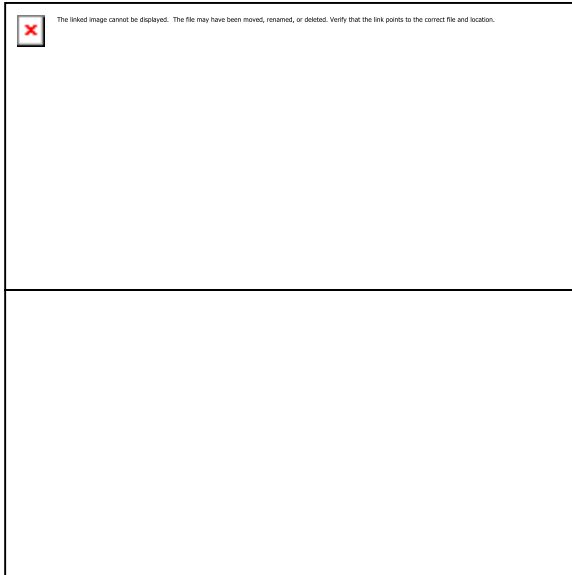 The linked image cannot be displayed.  The file may have been moved, renamed, or deleted. Verify that the link points to the correct file and location.